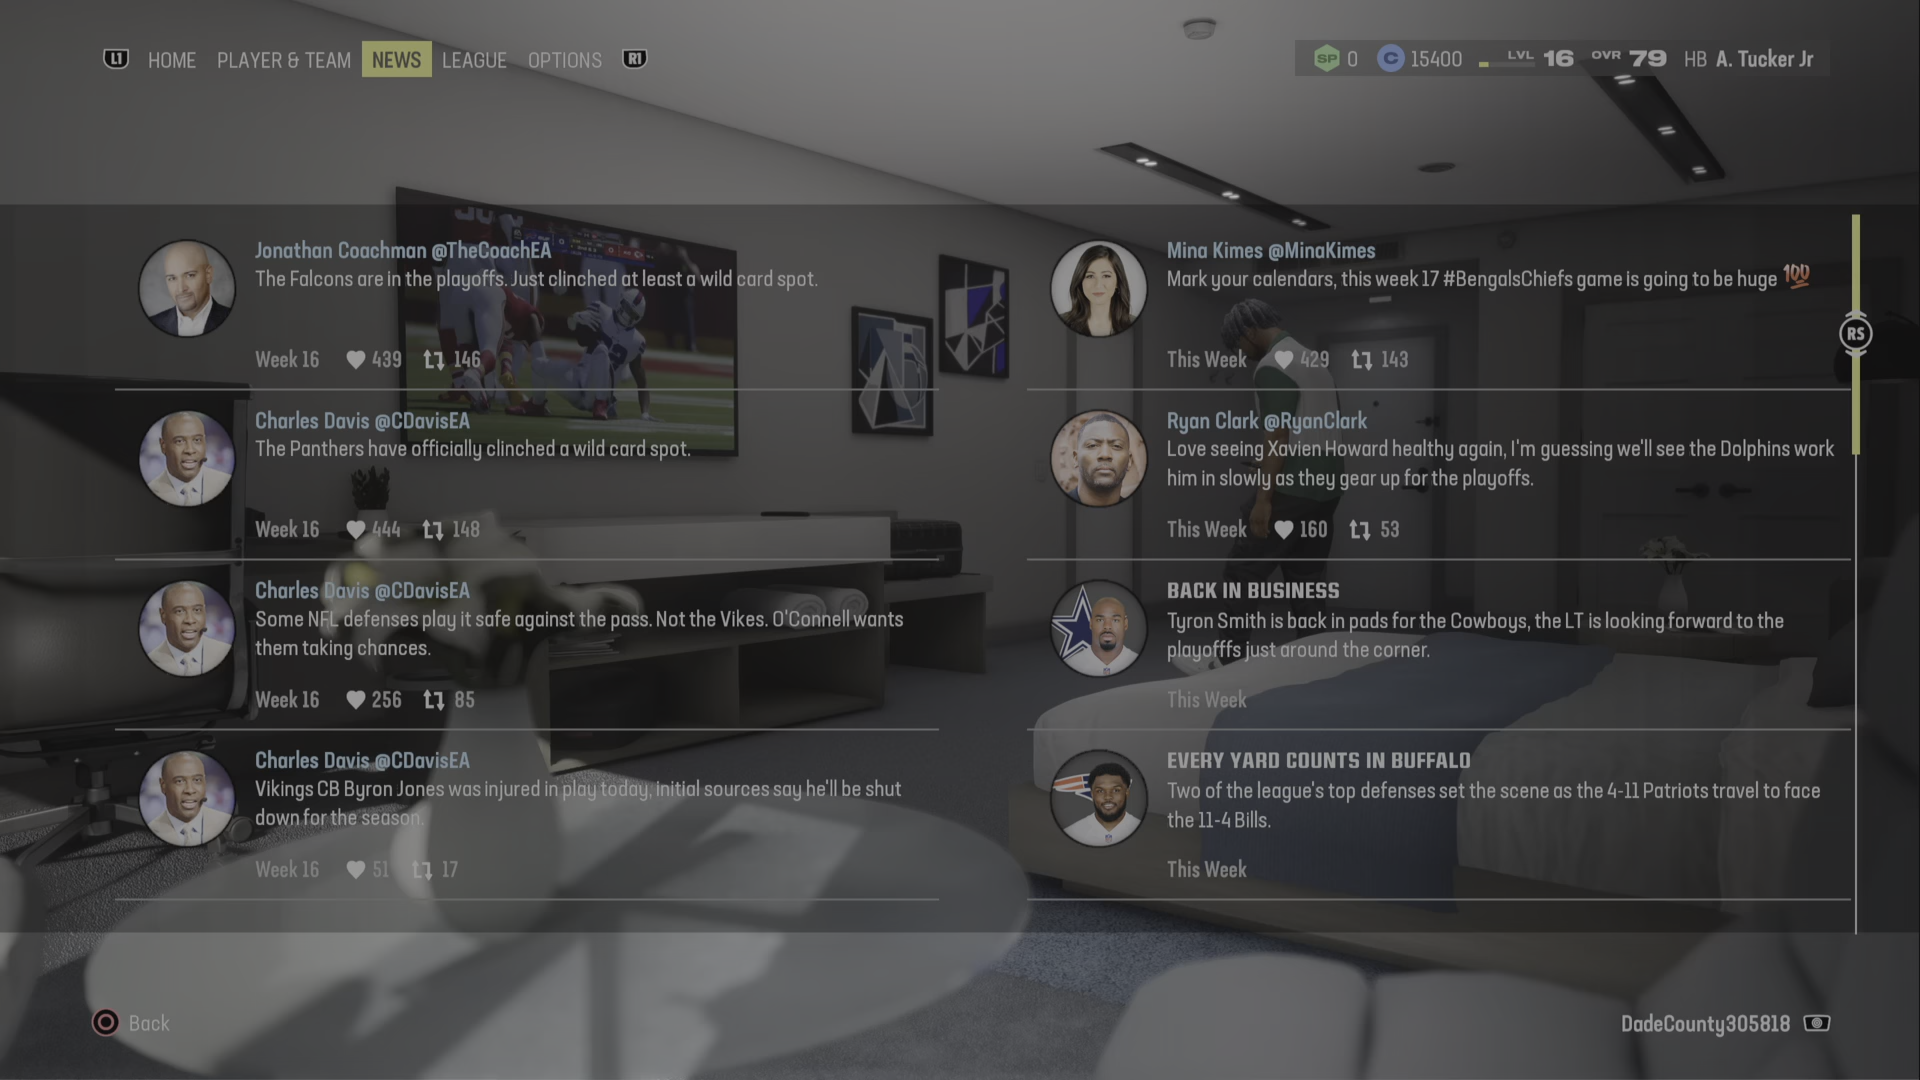 L1 HOME PLAYER & TEAM NEWS LEAGUE OPTIONS R1
SP 0 C 15400 LVL 16 OVR 79 HB A. Tucker Jr
Jonathan Coachman @TheCoachEA
The Falcons are in the playoffs. Just clinched at least a wild card spot.
Week 16 439 146
Charles Davis @CDavisEA
The Panthers have officially clinched a wild card spot.
Week 16 444 148
Charles Davis @CDavisEA
Some NFL defenses play it safe against the pass. Not the Vikes. O'Connell wants
them taking chances.
Week 16 256 85
Charles Davis @CDavisEA
Vikings CB Byron Jones was injured in play today, initial sources say he'll be shut
down for the season.
Week 16 51 17
Mina Kimes @MinaKimes
Mark your calendars, this week 17 #BengalsChiefs game is going to be huge 💯
This Week 429 143
Ryan Clark @RyanClark
Love seeing Xavien Howard healthy again, I'm guessing we'll see the Dolphins work
him in slowly as they gear up for the playoffs.
This Week 160 53
BACK IN BUSINESS
Tyron Smith is back in pads for the Cowboys, the LT is looking forward to the
playofffs just around the corner.
This Week
EVERY YARD COUNTS IN BUFFALO
Two of the league's top defenses set the scene as the 4-11 Patriots travel to face
the 11-4 Bills.
This Week
RS
Back
DadeCounty305818